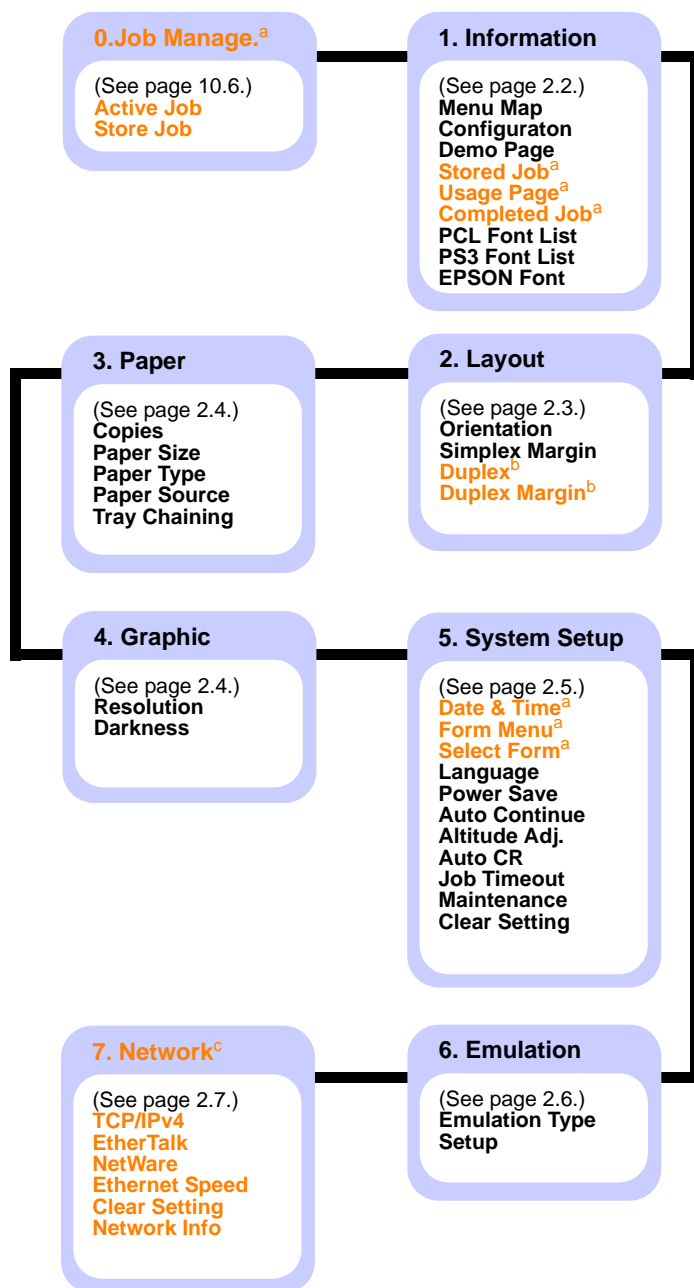 0.Job Manage.a
(See page 10.6.)
Active Job
Store Job
1. Information
(See page 2.2.)
Menu Map
Configuraton
Demo Page
Stored Joba
Usage Pagea
Completed Joba
PCL Font List
PS3 Font List
EPSON Font
2. Layout
(See page 2.3.)
Orientation
Simplex Margin
Duplexb
Duplex Marginb
3. Paper
(See page 2.4.)
Copies
Paper Size
Paper Type
Paper Source
Tray Chaining
4. Graphic
(See page 2.4.)
Resolution
Darkness
5. System Setup
(See page 2.5.)
Date & Timea
Form Menua
Select Forma
Language
Power Save
Auto Continue
Altitude Adj.
Auto CR
Job Timeout
Maintenance
Clear Setting
6. Emulation
(See page 2.6.)
Emulation Type
Setup
7. Networkc
(See page 2.7.)
TCP/IPv4
EtherTalk
NetWare
Ethernet Speed
Clear Setting
Network Info